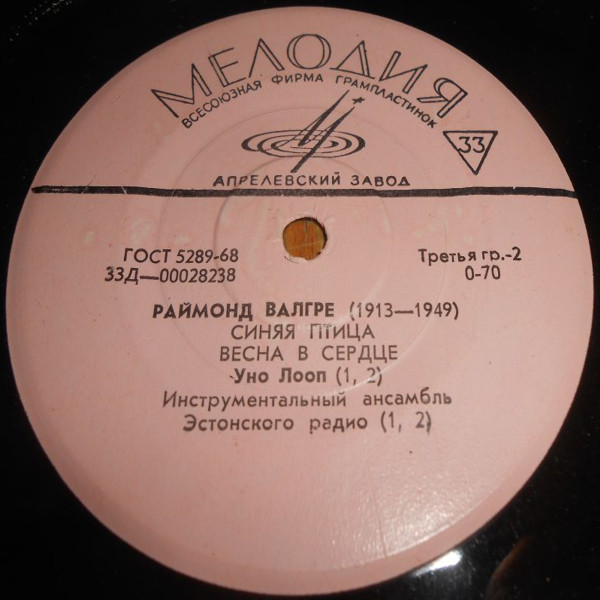 МЕЛОДИЯ
ВСЕСОЮЗНАЯ ФИРМА ГРАМПЛАСТИНОК
33
АПРЕЛЕВСКИЙ ЗАВОД
ГОСТ 5289-68
Третья гр.-2
33Д—00028238
0-70
РАЙМОНД ВАЛГРЕ (1913—1949)
СИНЯЯ ПТИЦА
ВЕСНА В СЕРДЦЕ
Уно Лооп (1, 2)
Инструментальный ансамбль
Эстонского радио (1, 2)